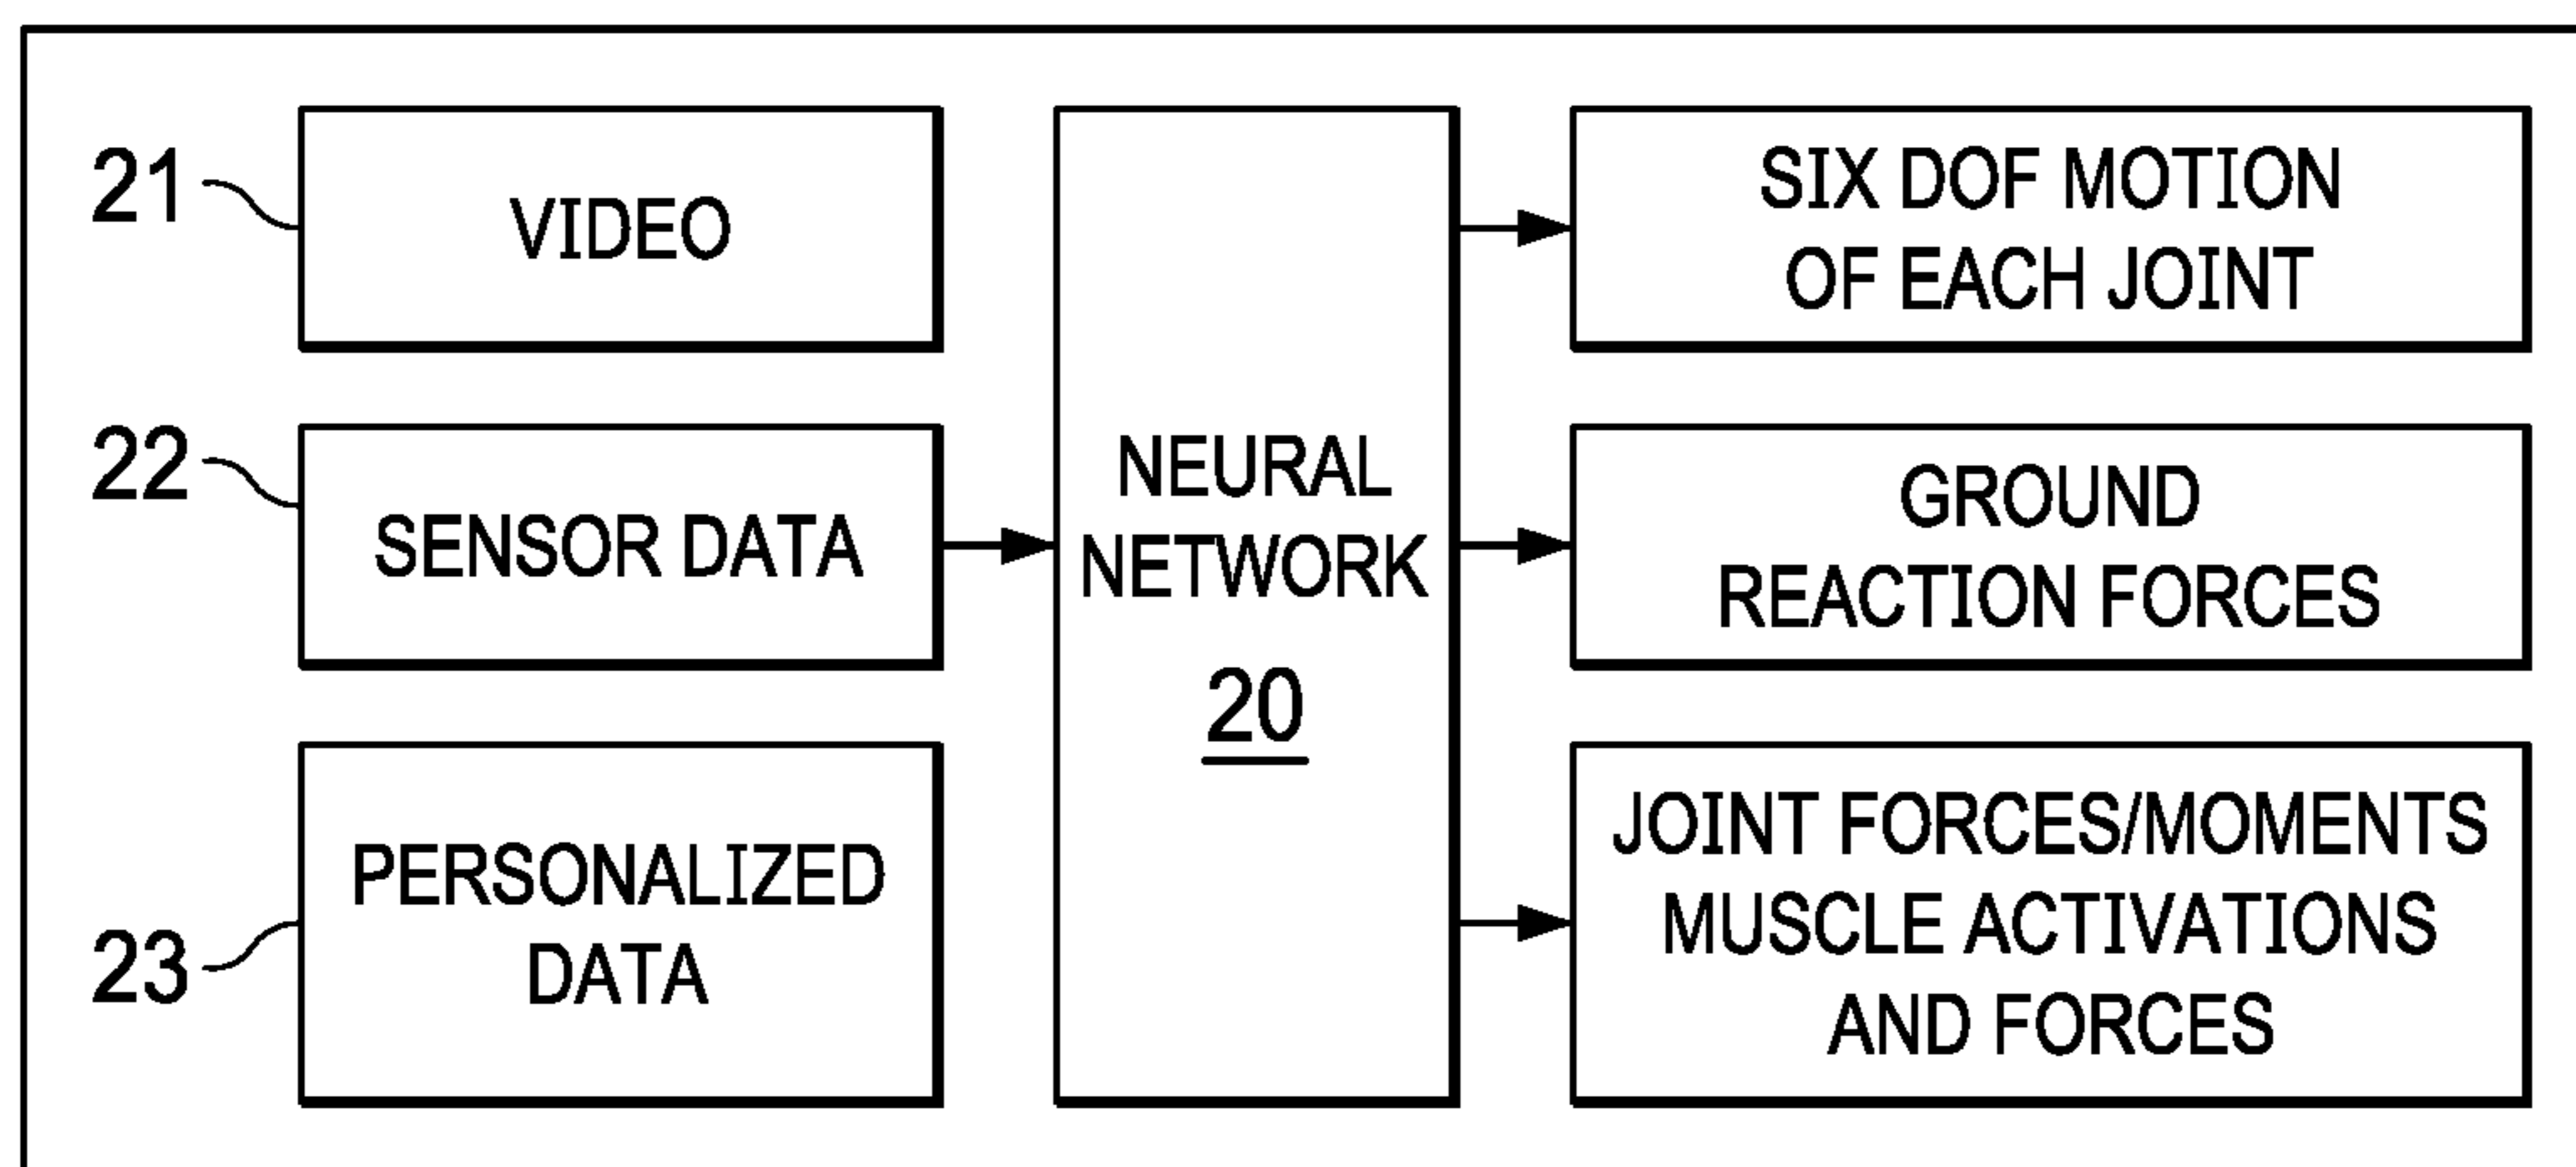 21
VIDEO
22
SENSOR DATA
23
PERSONALIZED
DATA
NEURAL
NETWORK
20
SIX DOF MOTION
OF EACH JOINT
GROUND
REACTION FORCES
JOINT FORCES/MOMENTS
MUSCLE ACTIVATIONS
AND FORCES